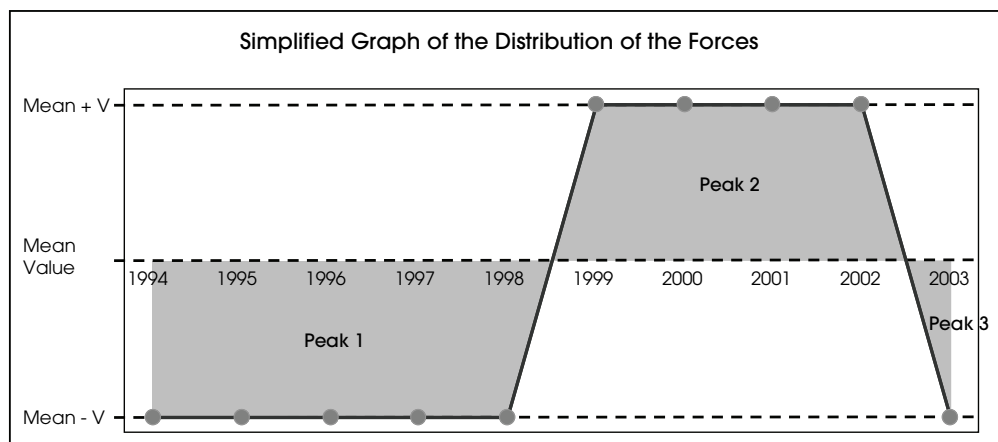 Simplified Graph of the Distribution of the Forces
Mean + V
Peak 2
Mean
Value
1994 1995 1996 1997 1998 1999 2000 2001 2002 2003
Peak 3
Peak 1
Mean - V